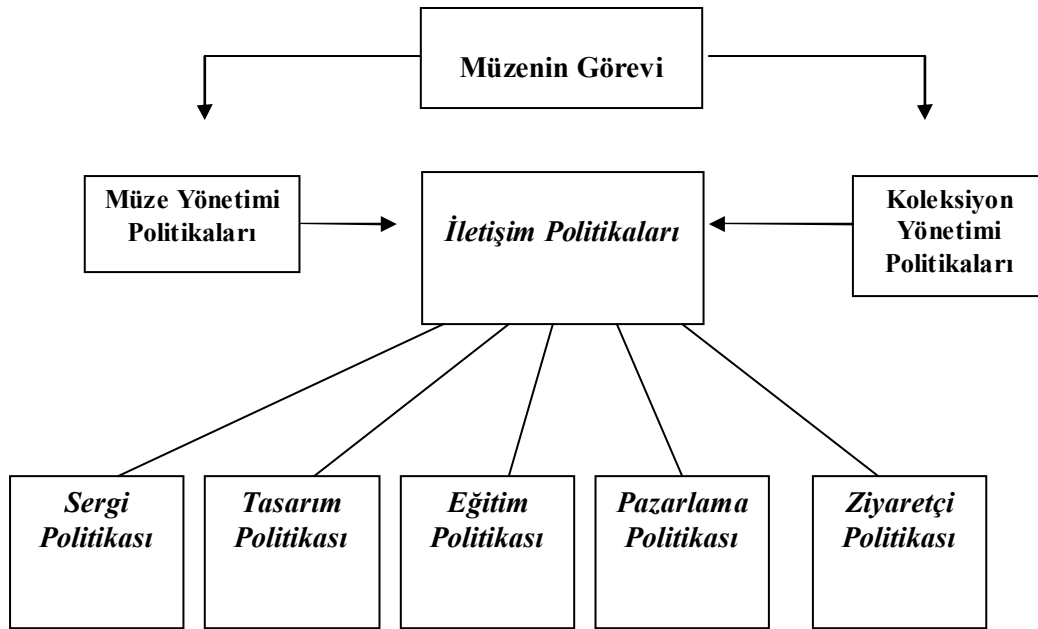 Müzenin Görevi
Müze Yönetimi
Politikaları
İletişim Politikaları
Koleksiyon
Yönetimi
Politikaları
Sergi
Politikası
Tasarım
Politikası
Eğitim
Politikası
Pazarlama
Politikası
Ziyaretçi
Politikası